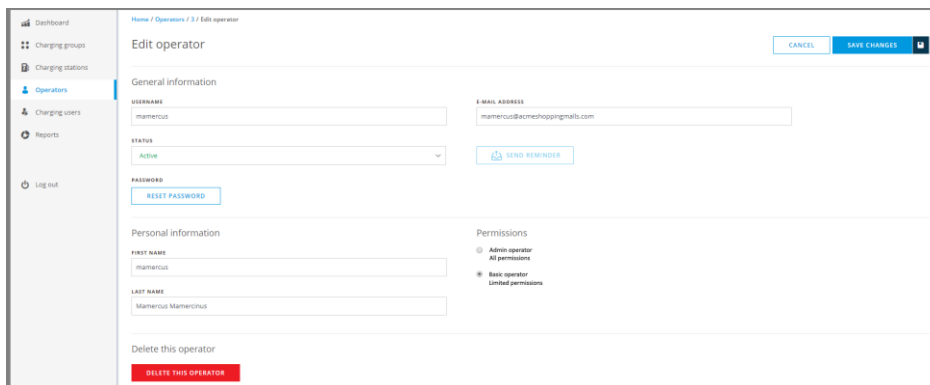 Dashboard
Charging groups
Charging stations
Operators
Charging users
Reports
Log out
Home / Operators / 3 / Edit operator
Edit operator
CANCEL
SAVE CHANGES
General information
USERNAME
mamercus
E-MAIL ADDRESS
mamercus@acmeshoppingmalls.com
STATUS
Active
SEND REMINDER
PASSWORD
RESET PASSWORD
Personal information
FIRST NAME
mamercus
LAST NAME
Mamercus Mamercinus
Permissions
Admin operator
All permissions
Basic operator
Limited permissions
Delete this operator
DELETE THIS OPERATOR